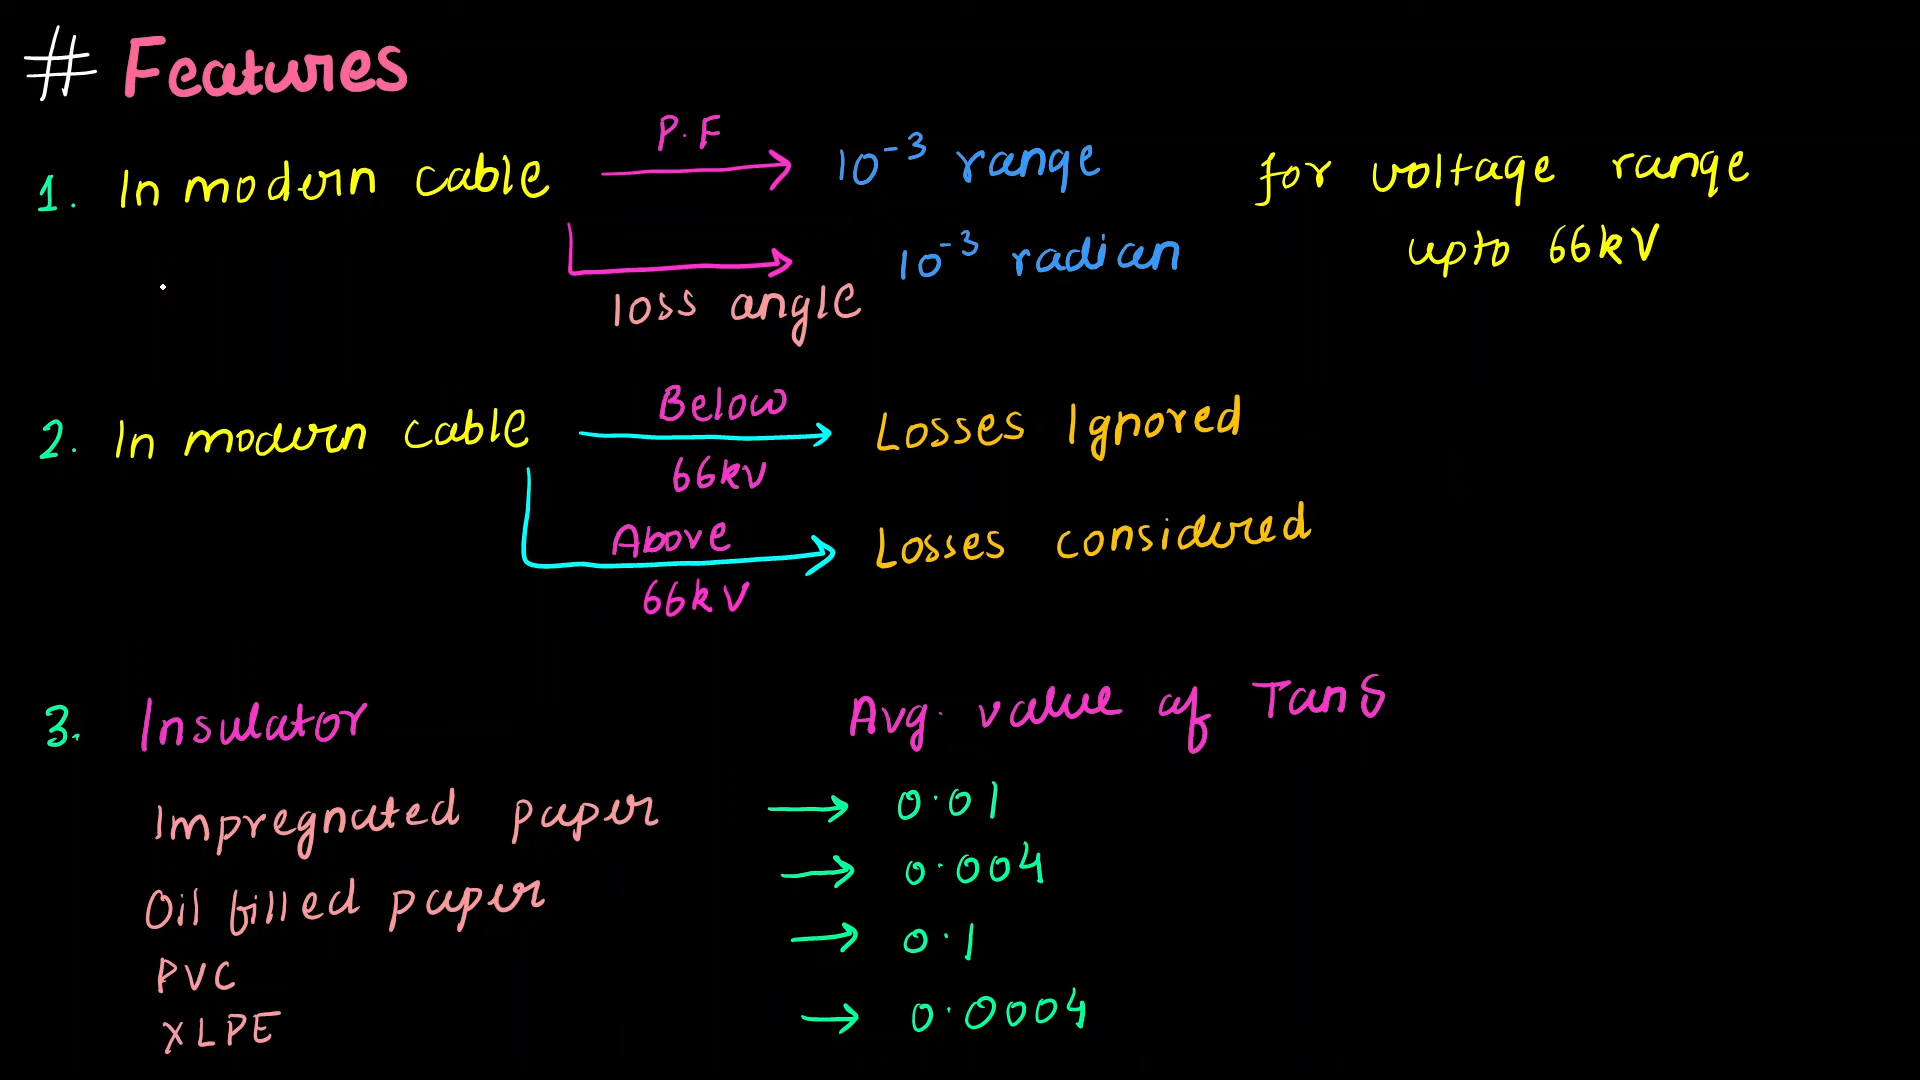 # Features
1. In modern cable P.F 10⁻³ range for voltage range
loss angle 10⁻³ radian upto 66kV
2. In modern cable Below 66kV Losses Ignored
Above 66kV Losses considered
3. Insulator Avg. value of Tanδ
Impregnated paper → 0.01
Oil filled paper → 0.004
PVC → 0.1
XLPE → 0.0004